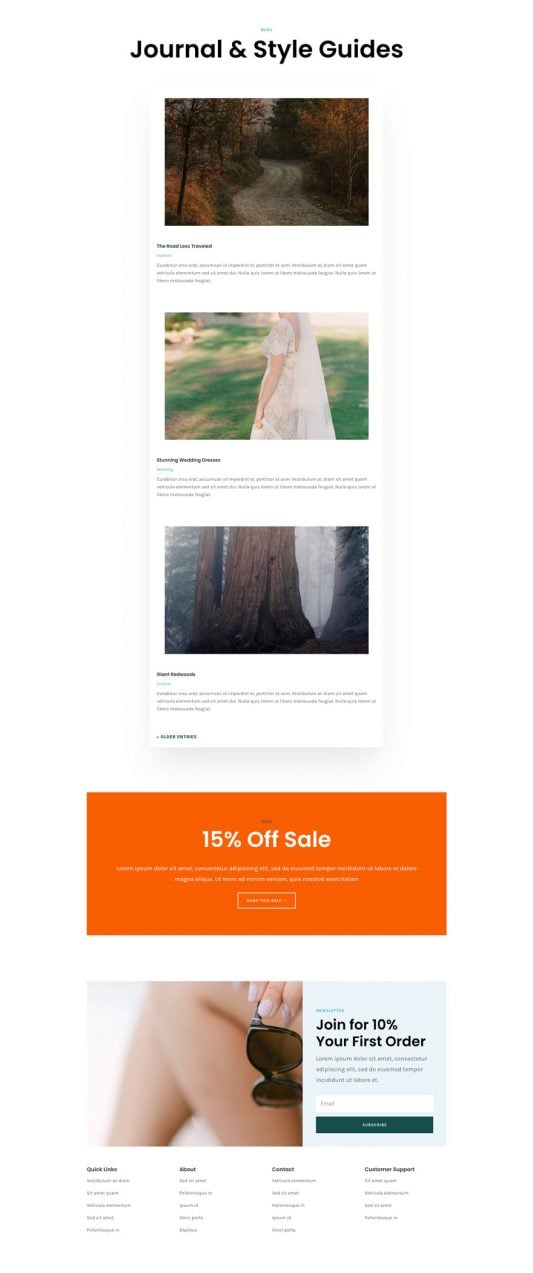 BLOG
Journal & Style Guides
The Road Less Traveled
Curabitur arcu erat, accumsan id imperdiet et, porttitor at sem. Vestibulum ac diam sit amet quam
vehicula elementum sed sit amet dui. Nulla quis lorem ut libero malesuada feugiat. Nulla quis lorem ut
libero malesuada feugiat.
Stunning Wedding Dresses
Wedding
Curabitur arcu erat, accumsan id imperdiet et, porttitor at sem. Vestibulum ac diam sit amet quam
vehicula elementum sed sit amet dui. Nulla quis lorem ut libero malesuada feugiat. Nulla quis lorem ut
libero malesuada feugiat.
Giant Redwoods
Curabitur arcu erat, accumsan id imperdiet et, porttitor at sem. Vestibulum ac diam sit amet quam
vehicula elementum sed sit amet dui. Nulla quis lorem ut libero malesuada feugiat. Nulla quis lorem ut
libero malesuada feugiat.
« OLDER ENTRIES
SALE
15% Off Sale
Lorem ipsum dolor sit amet, consectetur adipiscing elit, sed do eiusmod tempor incididunt ut labore et dolore
magna aliqua. Ut enim ad minim veniam, quis nostrud exercitation
SHOP THIS SALE →
NEWSLETTER
Join for 10%
Your First Order
Lorem ipsum dolor sit amet, consectetur
adipiscing elit, sed do eiusmod tempor
incididunt ut labore et.
Email
SUBSCRIBE
Quick Links
Vestibulum ac diam
Sit amet quam
Vehicula elementum
Sed sit amet
Pellentesque in
About
Sed sit amet
Pellentesque in
Ipsum id
Orci porta
Dapibus
Contact
Vehicula elementum
Sed sit amet
Pellentesque in
Ipsum id
Orci porta
Customer Support
Sit amet quam
Vehicula elementum
Sed sit amet
Pellentesque in